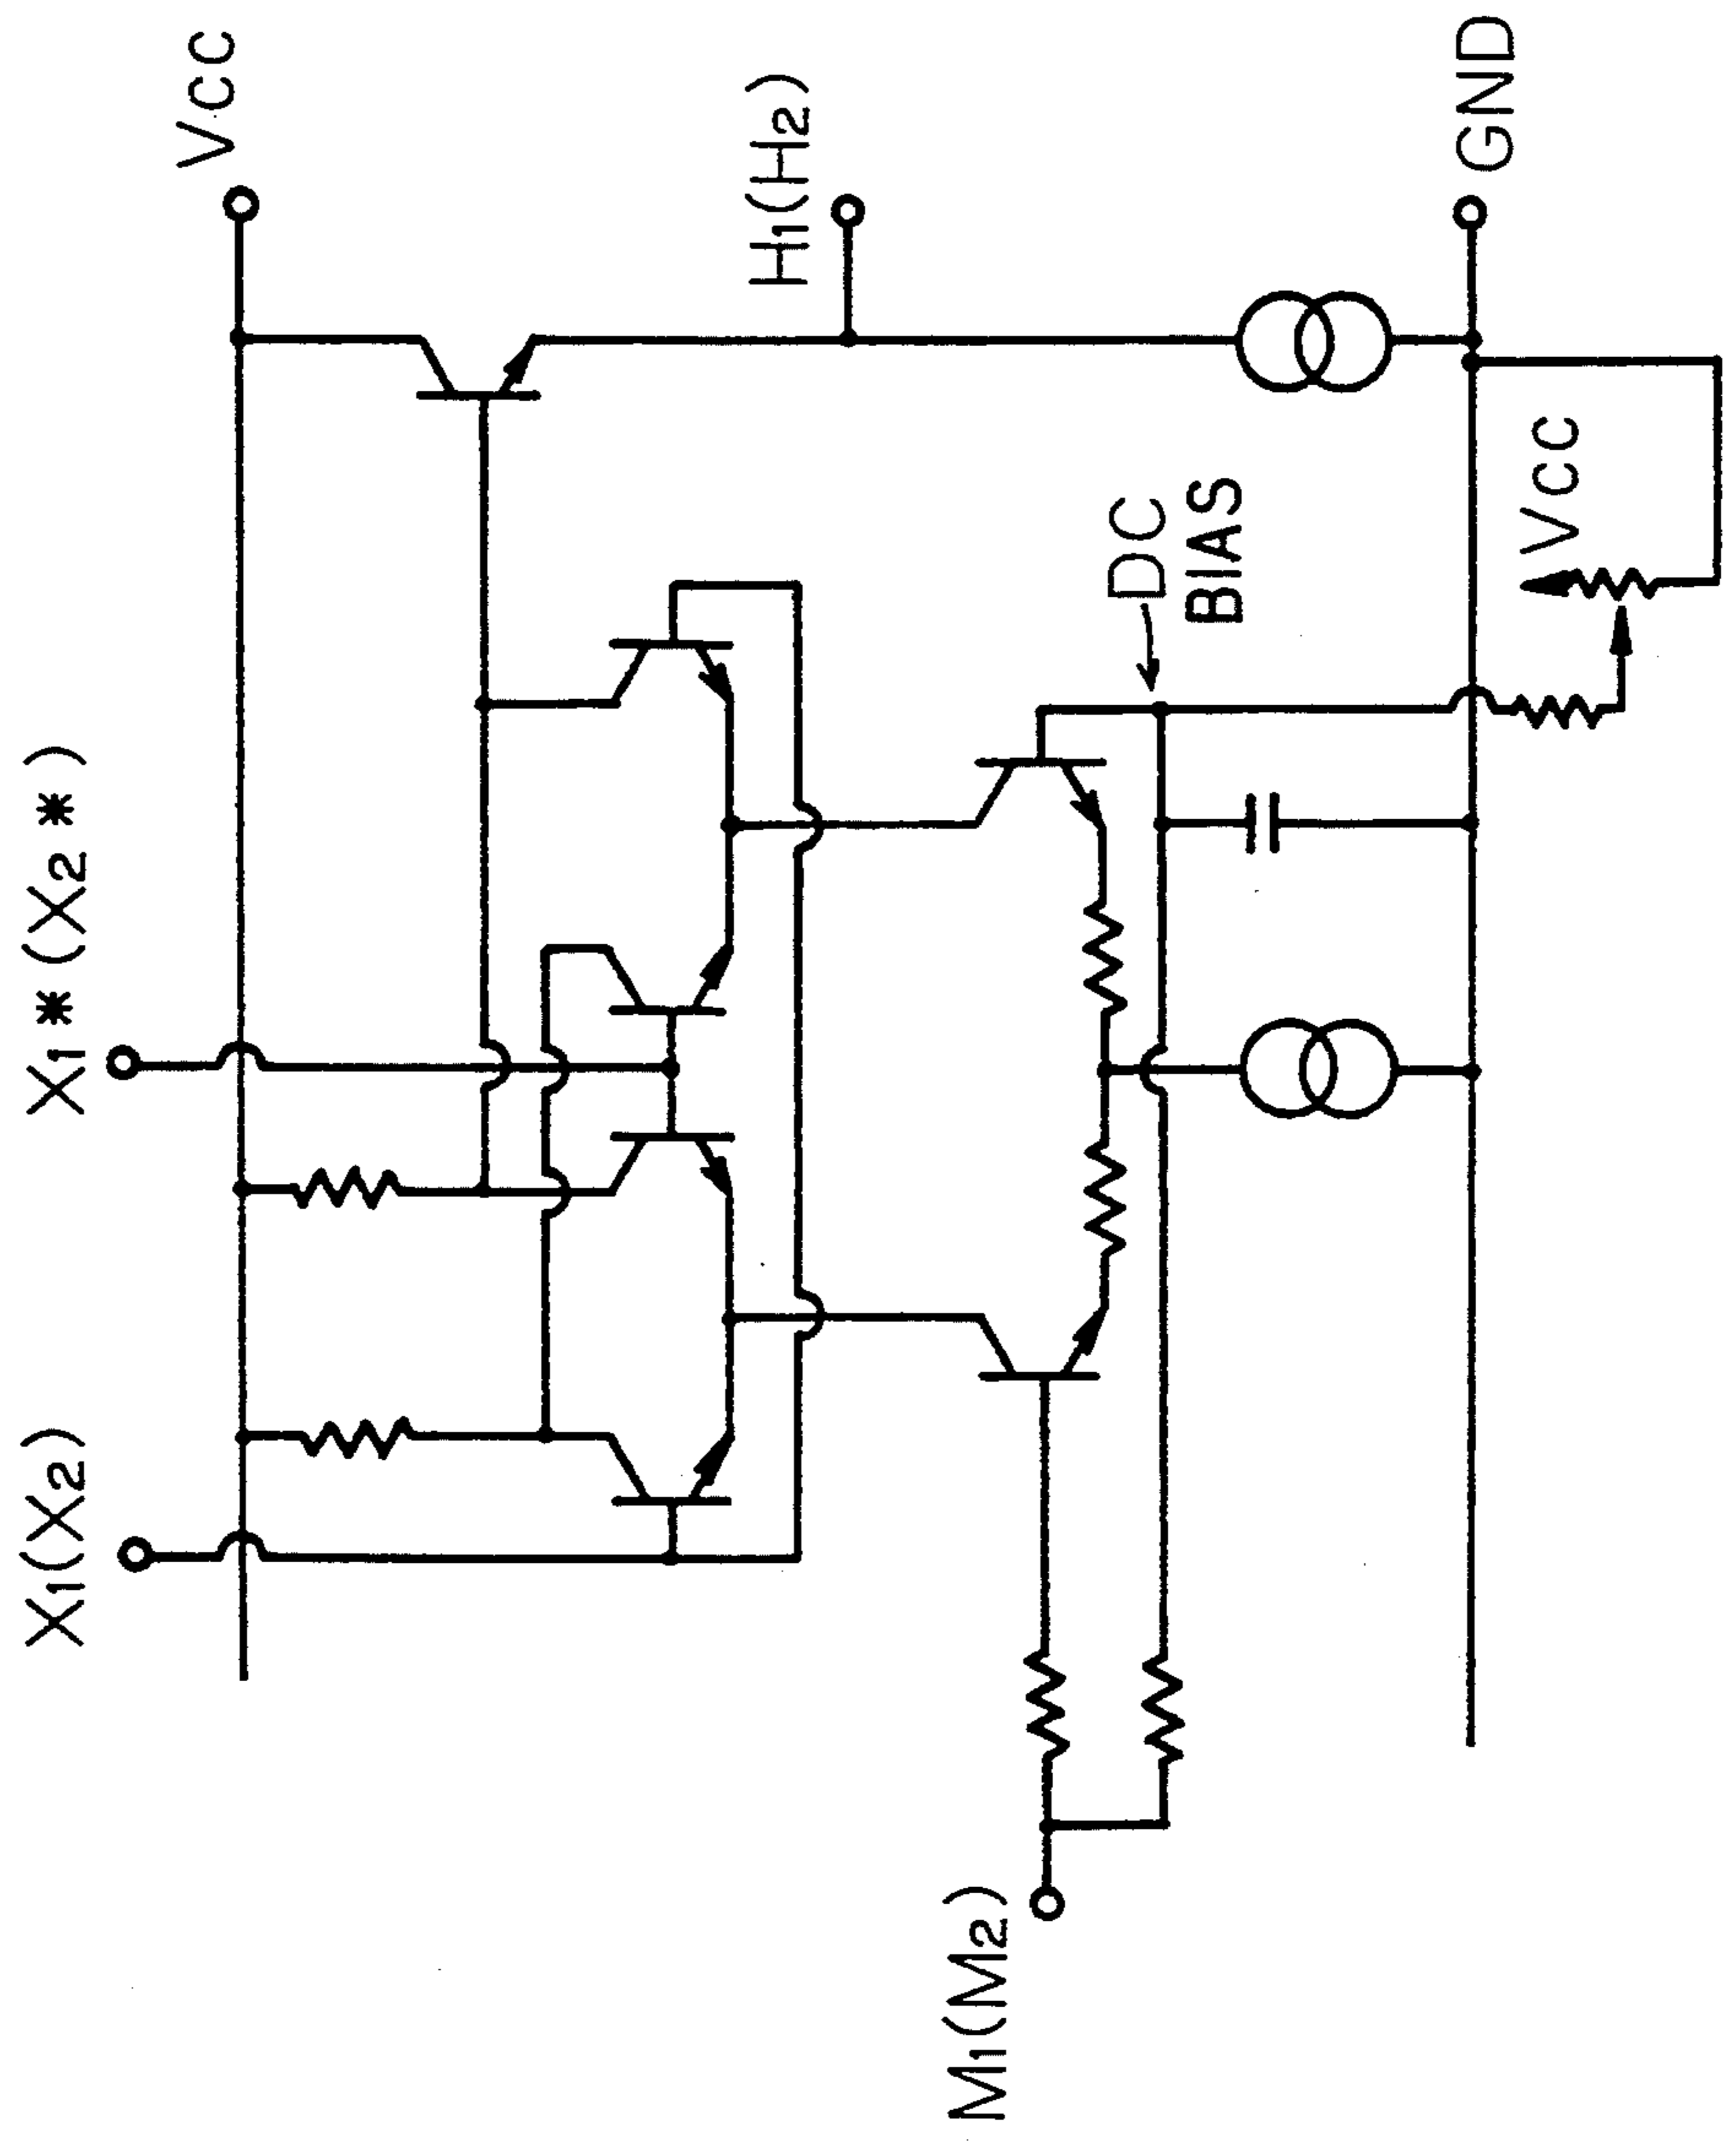 X₁(X₂)
X₁*(X₂*)
Vcc
H₁(H₂)
DC
BIAS
Vcc
GND
M₁(M₂)